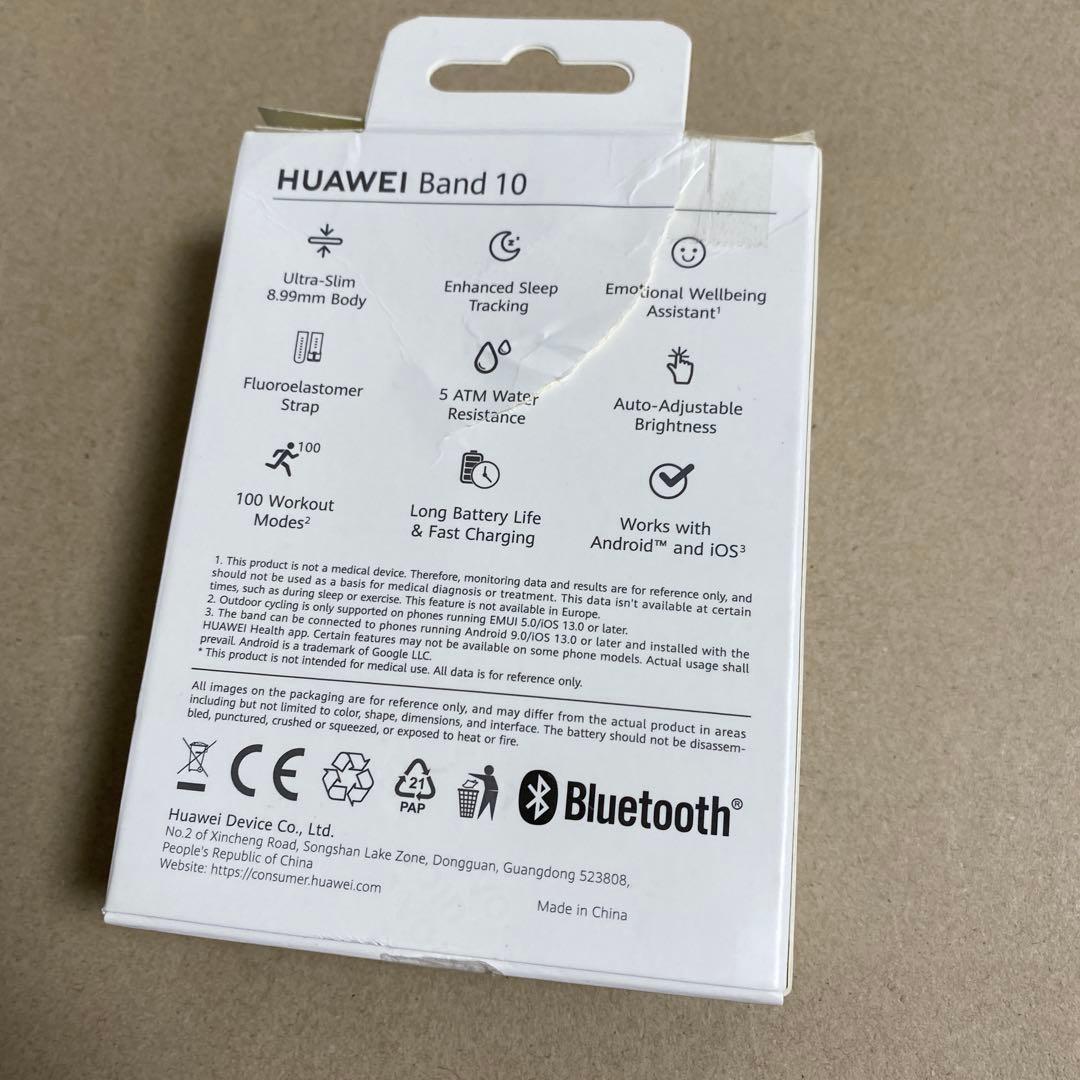 HUAWEI Band 10
Ultra-Slim
8.99mm Body
Enhanced Sleep
Tracking
Emotional Wellbeing
Assistant¹
Fluoroelastomer
Strap
5 ATM Water
Resistance
Auto-Adjustable
Brightness
100
100 Workout
Modes²
Long Battery Life
& Fast Charging
Works with
Android™ and iOS³
1. This product is not a medical device. Therefore, monitoring data and results are for reference only, and
should not be used as a basis for medical diagnosis or treatment. This data isn't available at certain
times, such as during sleep or exercise. This feature is not available in Europe.
2. Outdoor cycling is only supported on phones running EMUI 5.0/iOS 13.0 or later.
3. The band can be connected to phones running Android 9.0/iOS 13.0 or later and installed with the
HUAWEI Health app. Certain features may not be available on some phone models. Actual usage shall
prevail. Android is a trademark of Google LLC.
* This product is not intended for medical use. All data is for reference only.
All images on the packaging are for reference only, and may differ from the actual product in areas
including but not limited to color, shape, dimensions, and interface. The battery should not be disassem-
bled, punctured, crushed or squeezed, or exposed to heat or fire.
CE
21
PAP
Bluetooth®
Huawei Device Co., Ltd.
No.2 of Xincheng Road, Songshan Lake Zone, Dongguan, Guangdong 523808,
People's Republic of China
Website: https://consumer.huawei.com
Made in China